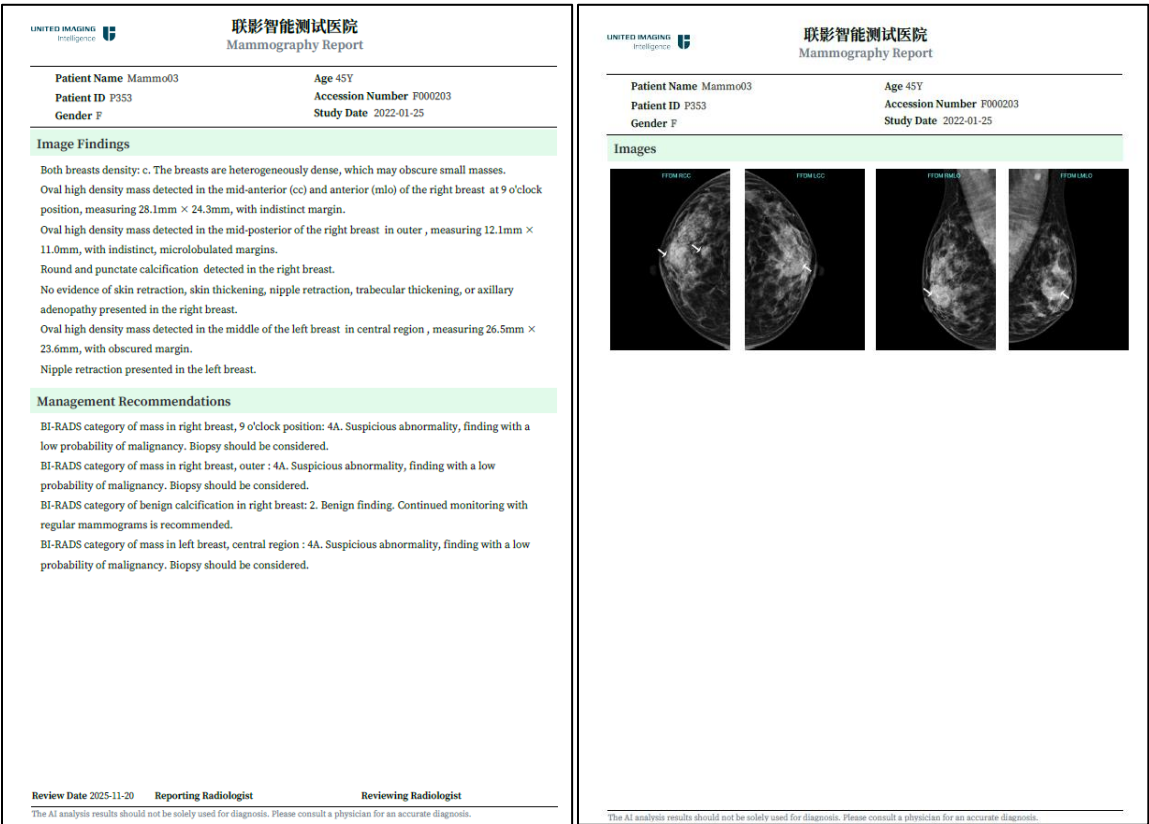 UNITED IMAGING
Intelligence
联影智能测试医院
Mammography Report
Patient Name Mammo03
Age 45Y
Patient ID P353
Accession Number F000203
Gender F
Study Date 2022-01-25
Image Findings
Both breasts density: c. The breasts are heterogeneously dense, which may obscure small masses.
Oval high density mass detected in the mid-anterior (cc) and anterior (mlo) of the right breast at 9 o'clock
position, measuring 28.1mm × 24.3mm, with indistinct margin.
Oval high density mass detected in the mid-posterior of the right breast in outer , measuring 12.1mm ×
11.0mm, with indistinct, microlobulated margins.
Round and punctate calcification detected in the right breast.
No evidence of skin retraction, skin thickening, nipple retraction, trabecular thickening, or axillary
adenopathy presented in the right breast.
Oval high density mass detected in the middle of the left breast in central region , measuring 26.5mm ×
23.6mm, with obscured margin.
Nipple retraction presented in the left breast.
Management Recommendations
BI-RADS category of mass in right breast, 9 o'clock position: 4A. Suspicious abnormality, finding with a
low probability of malignancy. Biopsy should be considered.
BI-RADS category of mass in right breast, outer : 4A. Suspicious abnormality, finding with a low
probability of malignancy. Biopsy should be considered.
BI-RADS category of benign calcification in right breast: 2. Benign finding. Continued monitoring with
regular mammograms is recommended.
BI-RADS category of mass in left breast, central region : 4A. Suspicious abnormality, finding with a low
probability of malignancy. Biopsy should be considered.
Review Date 2025-11-20 Reporting Radiologist Reviewing Radiologist
The AI analysis results should not be solely used for diagnosis. Please consult a physician for an accurate diagnosis.
UNITED IMAGING
Intelligence
联影智能测试医院
Mammography Report
Patient Name Mammo03
Age 45Y
Patient ID P353
Accession Number F000203
Gender F
Study Date 2022-01-25
Images
FFDM RCC
FFDM LCC
FFDM RMLO
FFDM LMLO
The AI analysis results should not be solely used for diagnosis. Please consult a physician for an accurate diagnosis.